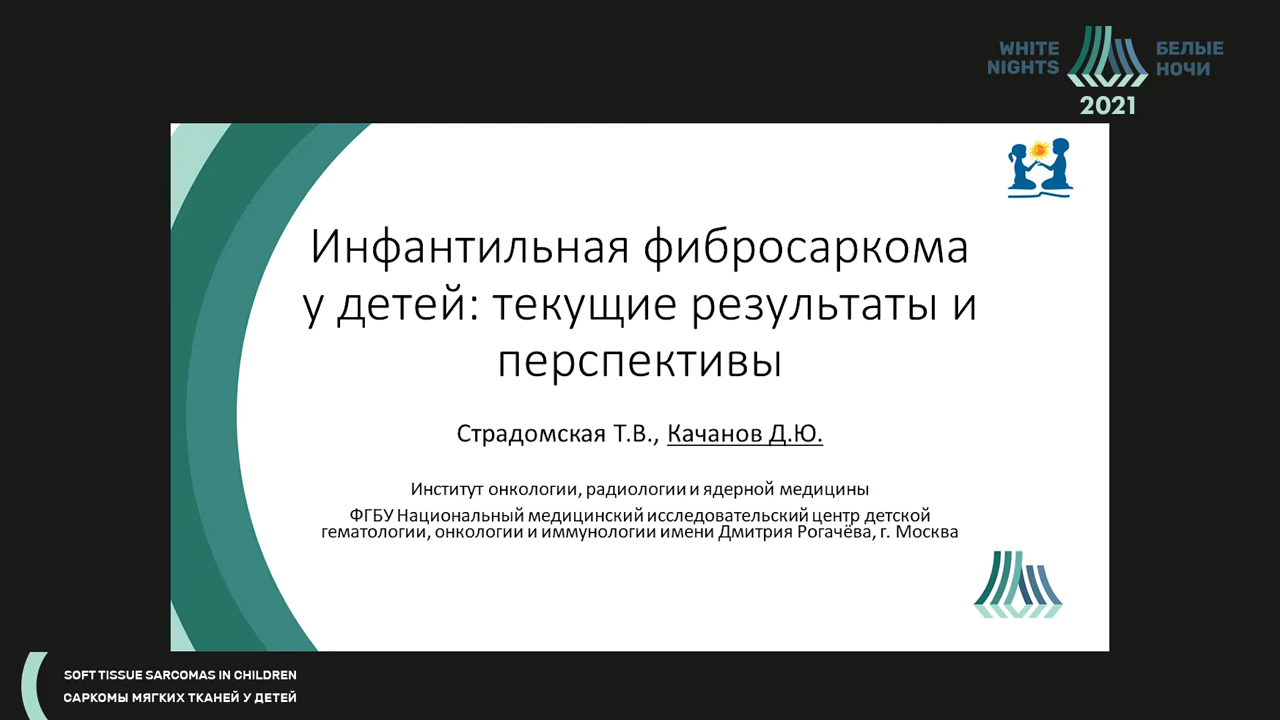 WHITE
NIGHTS
БЕЛЫЕ
НОЧИ
2021
Инфантильная фибросаркома
у детей: текущие результаты и
перспективы
Страдомская Т.В., Качанов Д.Ю.
Институт онкологии, радиологии и ядерной медицины
ФГБУ Национальный медицинский исследовательский центр детской
гематологии, онкологии и иммунологии имени Дмитрия Рогачёва, г. Москва
SOFT TISSUE SARCOMAS IN CHILDREN
САРКОМЫ МЯГКИХ ТКАНЕЙ У ДЕТЕЙ